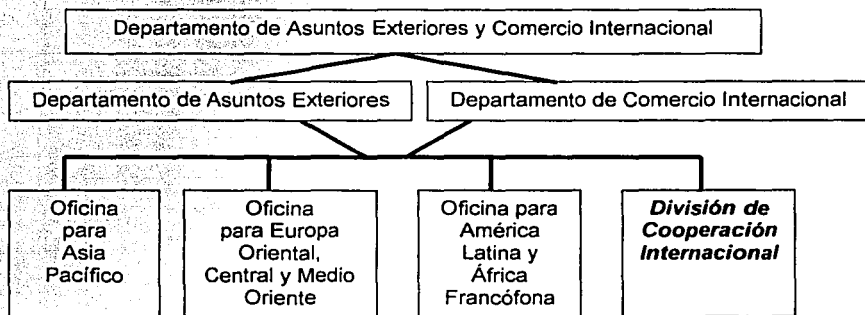 Departamento de Asuntos Exteriores y Comercio Internacional
Departamento de Asuntos Exteriores
Departamento de Comercio Internacional
Oficina
para
Asia
Pacífico
Oficina
para Europa
Oriental,
Central y Medio
Oriente
Oficina para
América
Latina y
África
Francófona
División de
Cooperación
Internacional